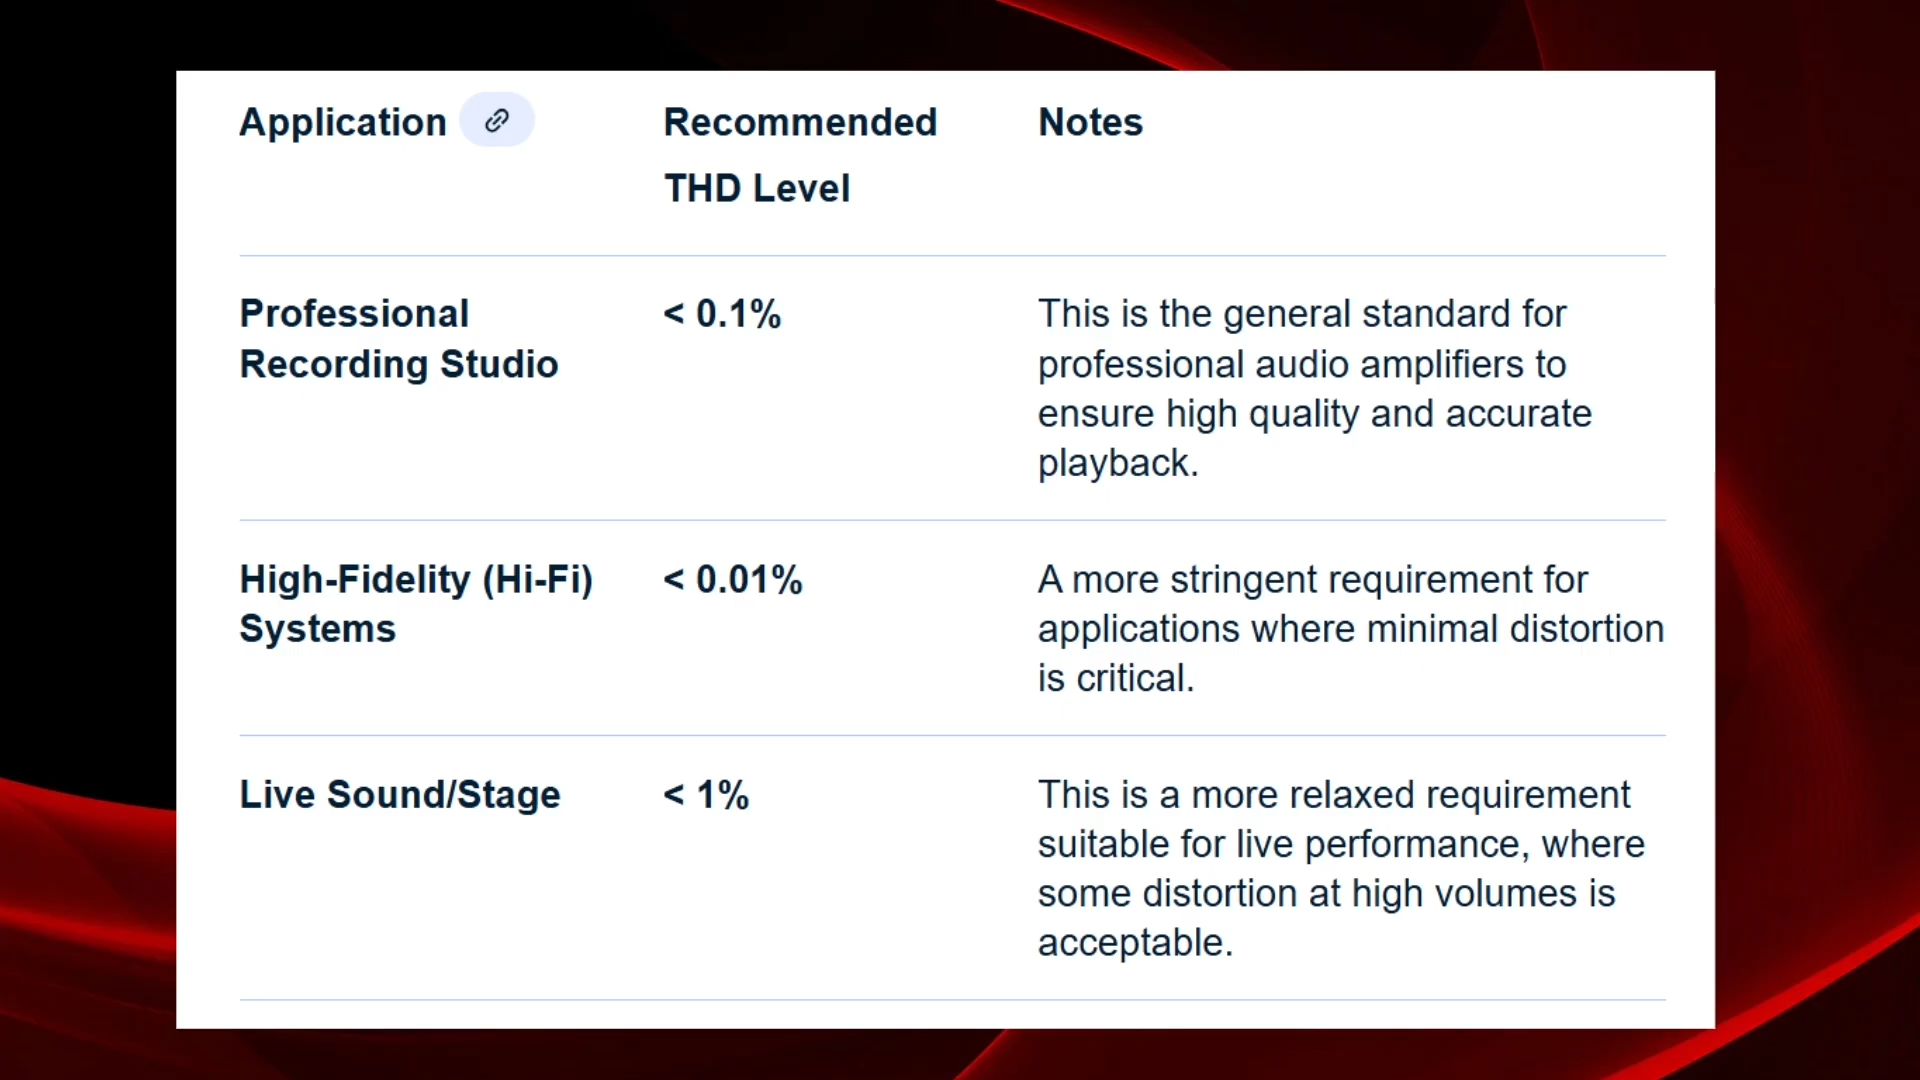 Application
Recommended
THD Level
Notes
Professional
Recording Studio
< 0.1%
This is the general standard for
professional audio amplifiers to
ensure high quality and accurate
playback.
High-Fidelity (Hi-Fi)
Systems
< 0.01%
A more stringent requirement for
applications where minimal distortion
is critical.
Live Sound/Stage
< 1%
This is a more relaxed requirement
suitable for live performance, where
some distortion at high volumes is
acceptable.